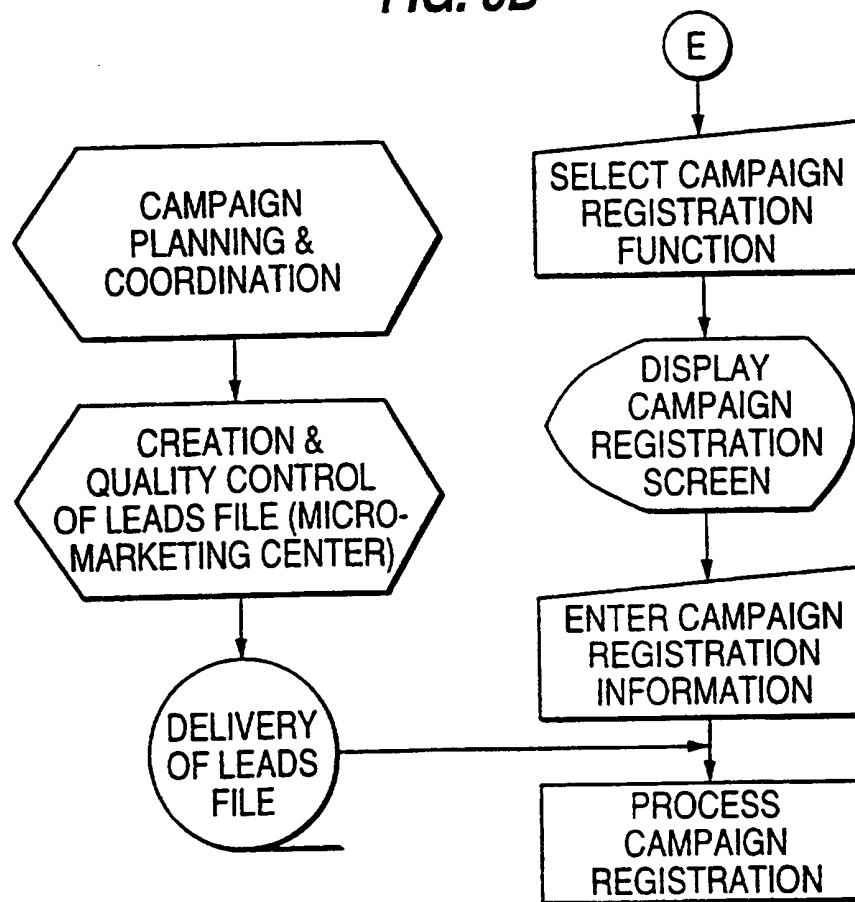 E
CAMPAIGN
PLANNING &
COORDINATION
SELECT CAMPAIGN
REGISTRATION
FUNCTION
CREATION &
QUALITY CONTROL
OF LEADS FILE (MICRO-
MARKETING CENTER)
DISPLAY
CAMPAIGN
REGISTRATION
SCREEN
ENTER CAMPAIGN
REGISTRATION
INFORMATION
DELIVERY
OF LEADS
FILE
PROCESS
CAMPAIGN
REGISTRATION